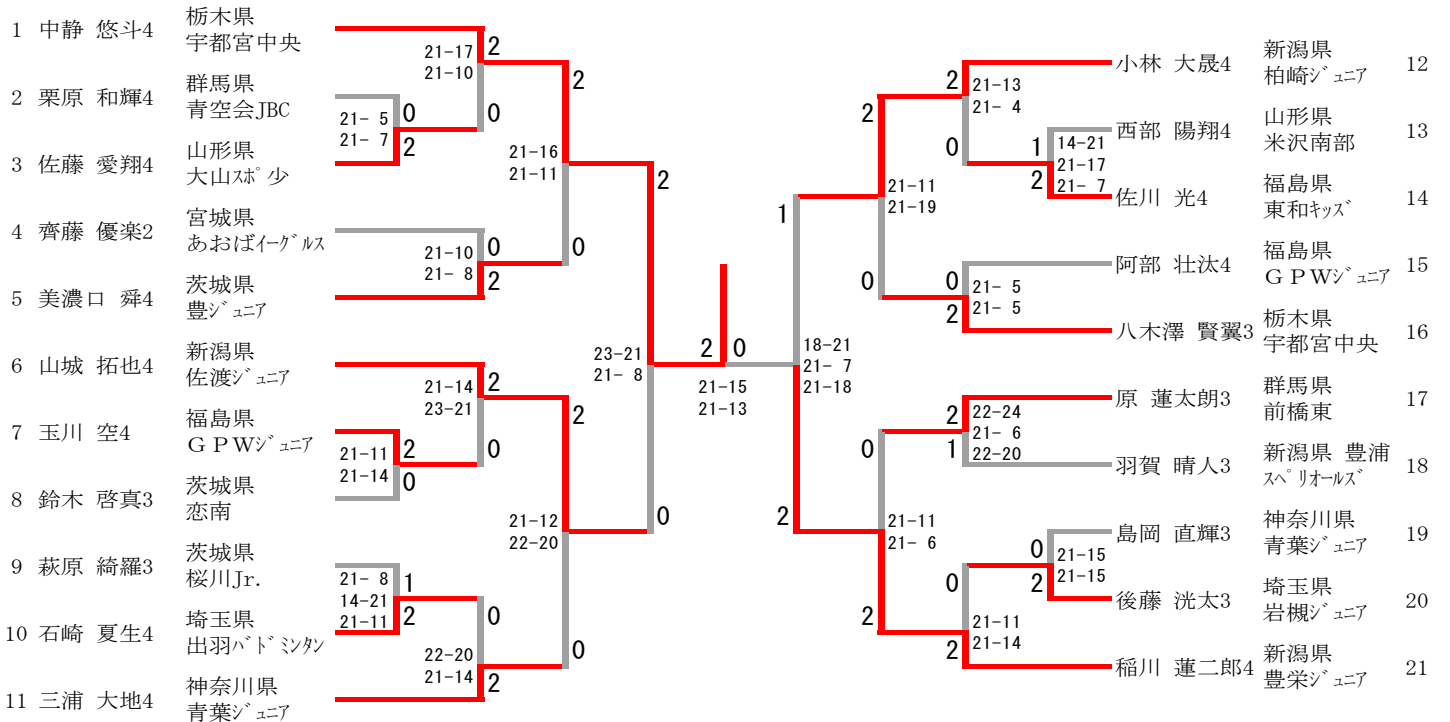 1 中静 悠斗4 栃木県
宇都宮中央
2 栗原 和輝4 群馬県
青空会JBC
3 佐藤 愛翔4 山形県
大山スポ少
4 齊藤 優楽2 宮城県
あおばイーグルス
5 美濃口 舜4 茨城県
豊ジュニア
6 山城 拓也4 新潟県
佐渡ジュニア
7 玉川 空4 福島県
GPWジュニア
8 鈴木 啓真3 茨城県
恋南
9 萩原 綺羅3 茨城県
桜川Jr.
10 石崎 夏生4 埼玉県
出羽バドミンタン
11 三浦 大地4 神奈川県
青葉ジュニア
21-17 2
21-10 0
21- 5 0
21- 7 2
21-10 0
21- 8 2
21-14 2
23-21 0
21-11 2
21-14 0
21- 8 1
14-21
21-11 2
22-20 0
21-14 2
2
21-16
21-11
0
2
21-12
22-20
0
2
23-21
21- 8
0
2 0
21-15
21-13
1
18-21
21- 7
21-18
2
2
21-11
21-19
0
0
21-11
21- 6
2
2 21-13
21- 4
0
1 14-21
21-17
2 21- 7
0 21- 5
21- 5
2
2 22-24
21- 6
1 22-20
0 21-15
2 21-15
0
21-11
21-14
2
小林 大晟4 新潟県 12
柏崎ジュニア
西部 陽翔4 山形県 13
米沢南部
佐川 光4 福島県 14
東和キッズ
阿部 壮汰4 福島県 15
GPWジュニア
八木澤 賢翼3 栃木県 16
宇都宮中央
原 蓮太朗3 群馬県 17
前橋東
羽賀 晴人3 新潟県 豊浦 18
スペリオールズ
島岡 直輝3 神奈川県 19
青葉ジュニア
後藤 洸太3 埼玉県 20
岩槻ジュニア
稲川 蓮二郎4 新潟県 21
豊栄ジュニア